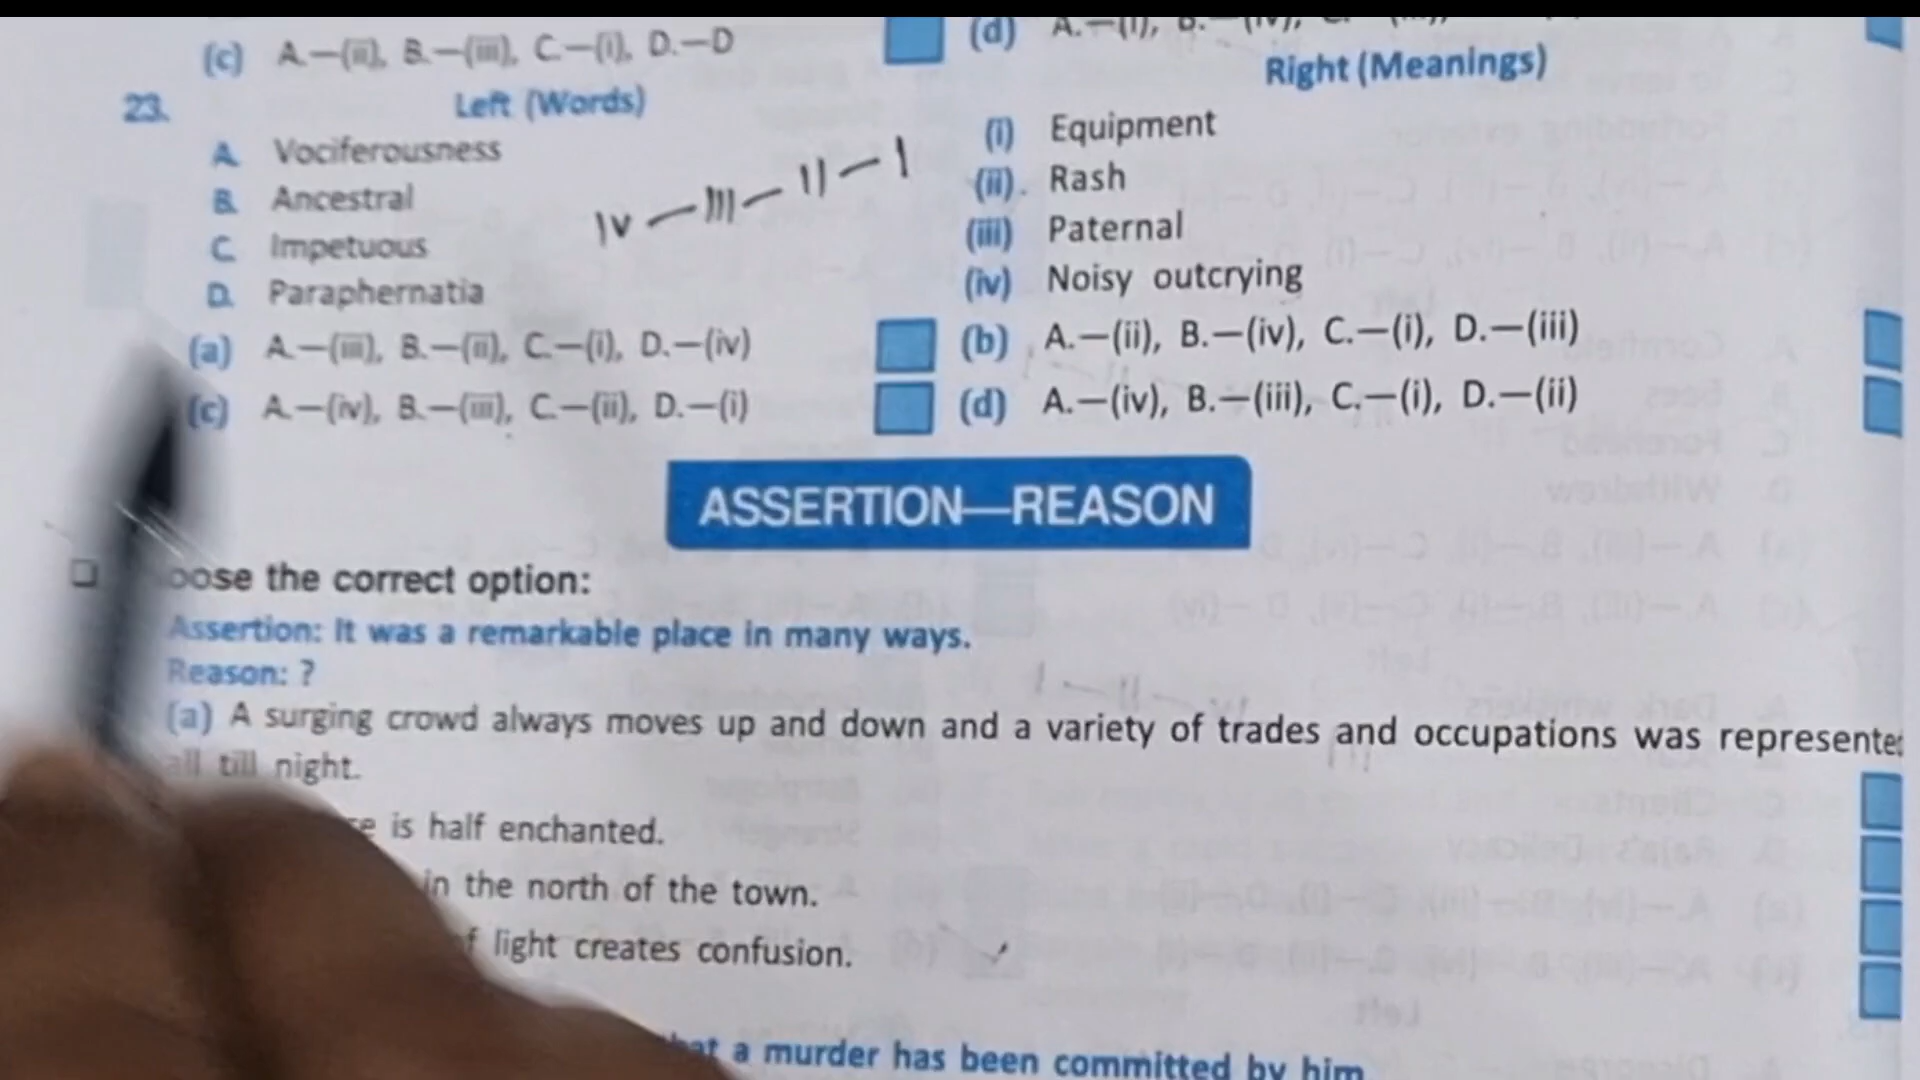 (c) A.—(ii), B.—(iii), C.—(i), D.—D
(d) A.—(i), B.—(iv),
23. Left (Words)
Right (Meanings)
A. Vociferousness
(i) Equipment
B. Ancestral
(ii). Rash
C. Impetuous
(iii) Paternal
D. Paraphernatia
(iv) Noisy outcrying
IV — III — II — I
(a) A.—(iii), B.—(ii), C.—(i), D.—(iv)
(b) A.—(ii), B.—(iv), C.—(i), D.—(iii)
(c) A.—(iv), B.—(iii), C.—(ii), D.—(i)
(d) A.—(iv), B.—(iii), C.—(i), D.—(ii)
ASSERTION—REASON
oose the correct option:
Assertion: It was a remarkable place in many ways.
Reason: ?
(a) A surging crowd always moves up and down and a variety of trades and occupations was represented
all till night.
is half enchanted.
in the north of the town.
light creates confusion.
a murder has been committed by him